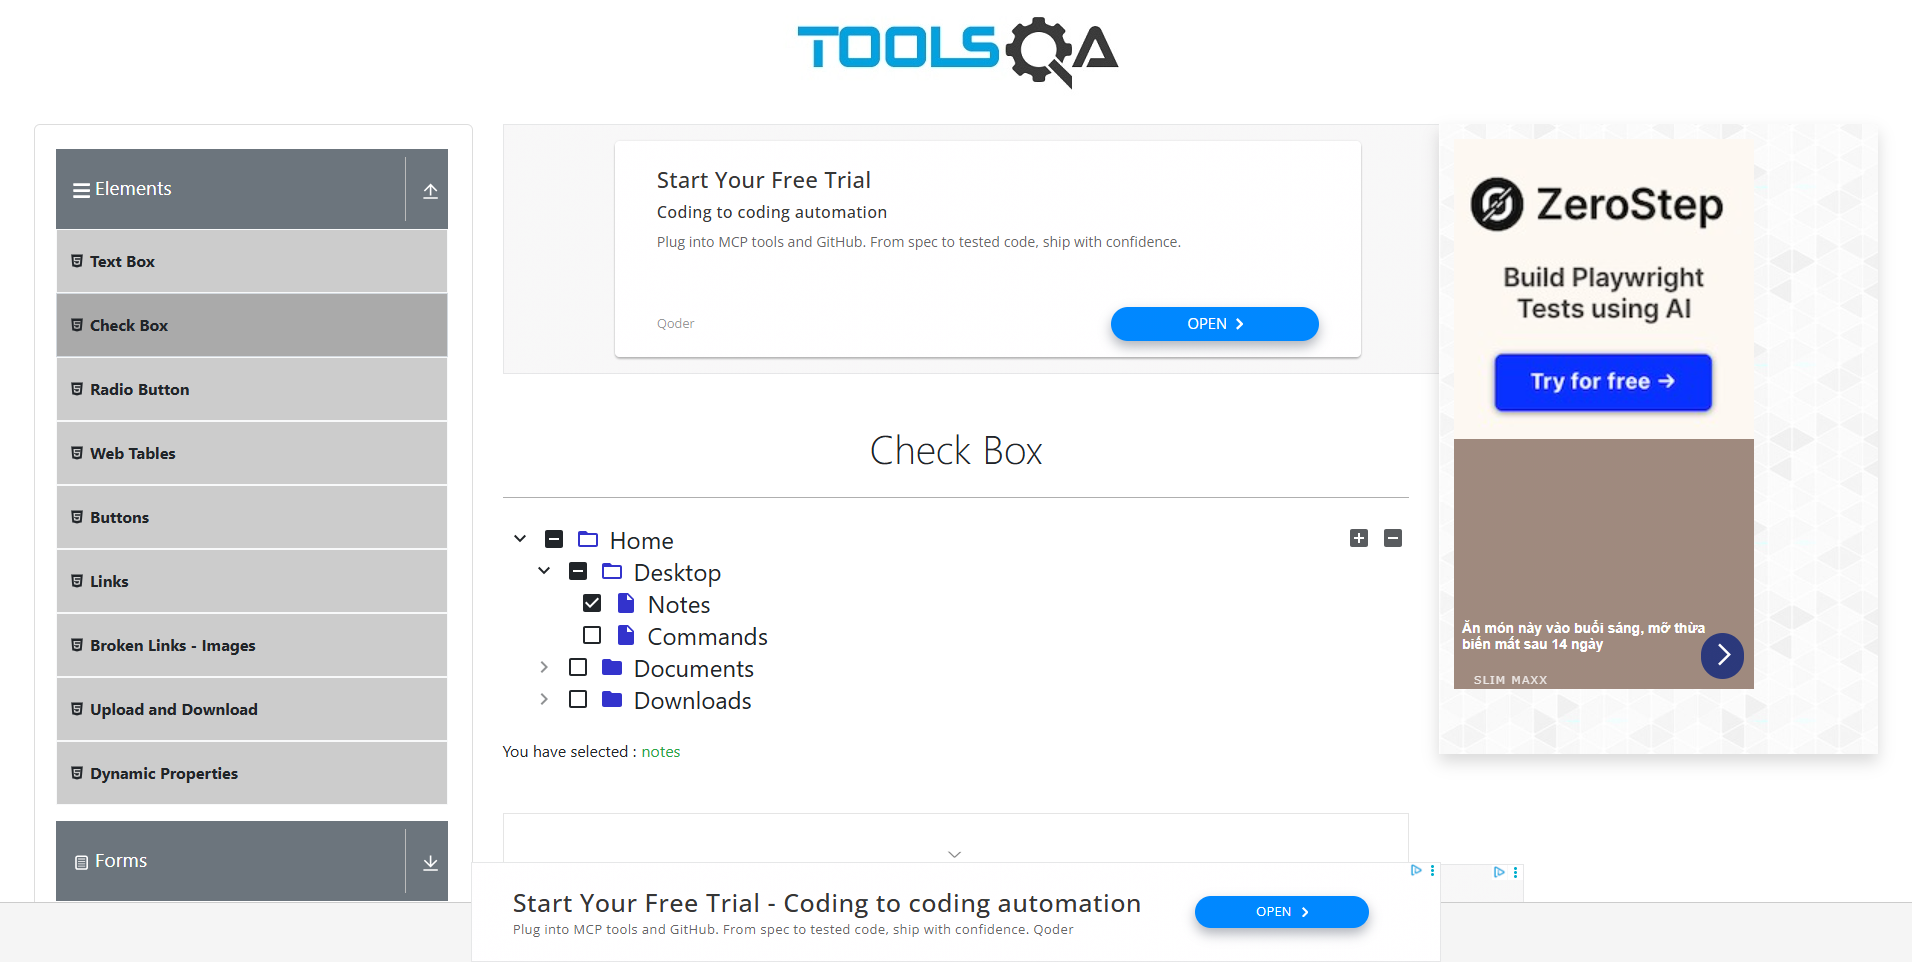 TOOLSQA
Elements
Text Box
Check Box
Radio Button
Web Tables
Buttons
Links
Broken Links - Images
Upload and Download
Dynamic Properties
Forms
Start Your Free Trial
Coding to coding automation
Plug into MCP tools and GitHub. From spec to tested code, ship with confidence.
Qoder
OPEN
Check Box
Home
Desktop
Notes
Commands
Documents
Downloads
You have selected : notes
ZeroStep
Build Playwright
Tests using AI
Try for free →
Ăn món này vào buổi sáng, mỡ thừa
biến mất sau 14 ngày
SLIM MAXX
Start Your Free Trial - Coding to coding automation
Plug into MCP tools and GitHub. From spec to tested code, ship with confidence. Qoder
OPEN